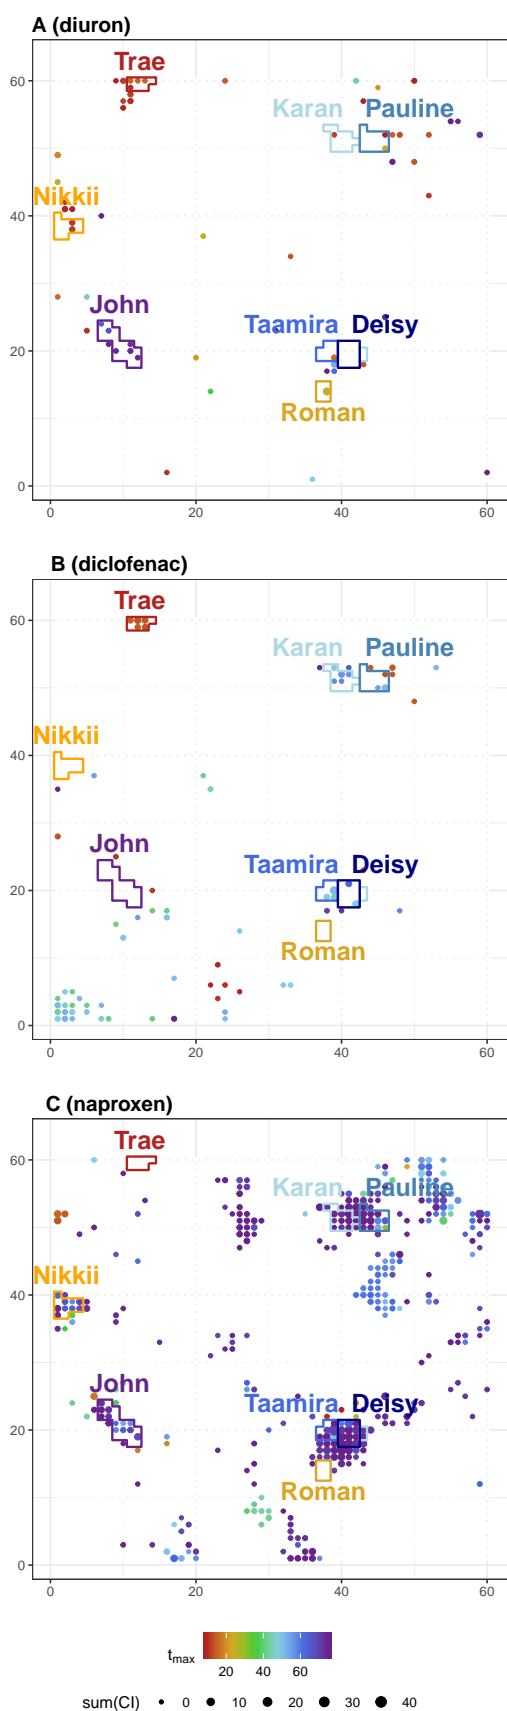 A (diuron)
Trae
Karan
Pauline
Nikkii
John
Taamira
Deisy
Roman
60
40
20
0
0
20
40
60
B (diclofenac)
Trae
Karan
Pauline
Nikkii
John
Taamira
Deisy
Roman
60
40
20
0
0
20
40
60
C (naproxen)
Trae
Karan
Pauline
Nikkii
John
Taamira
Deisy
Roman
60
40
20
0
0
20
40
60
tmax
20 40 60
sum(CI) 0 10 20 30 40